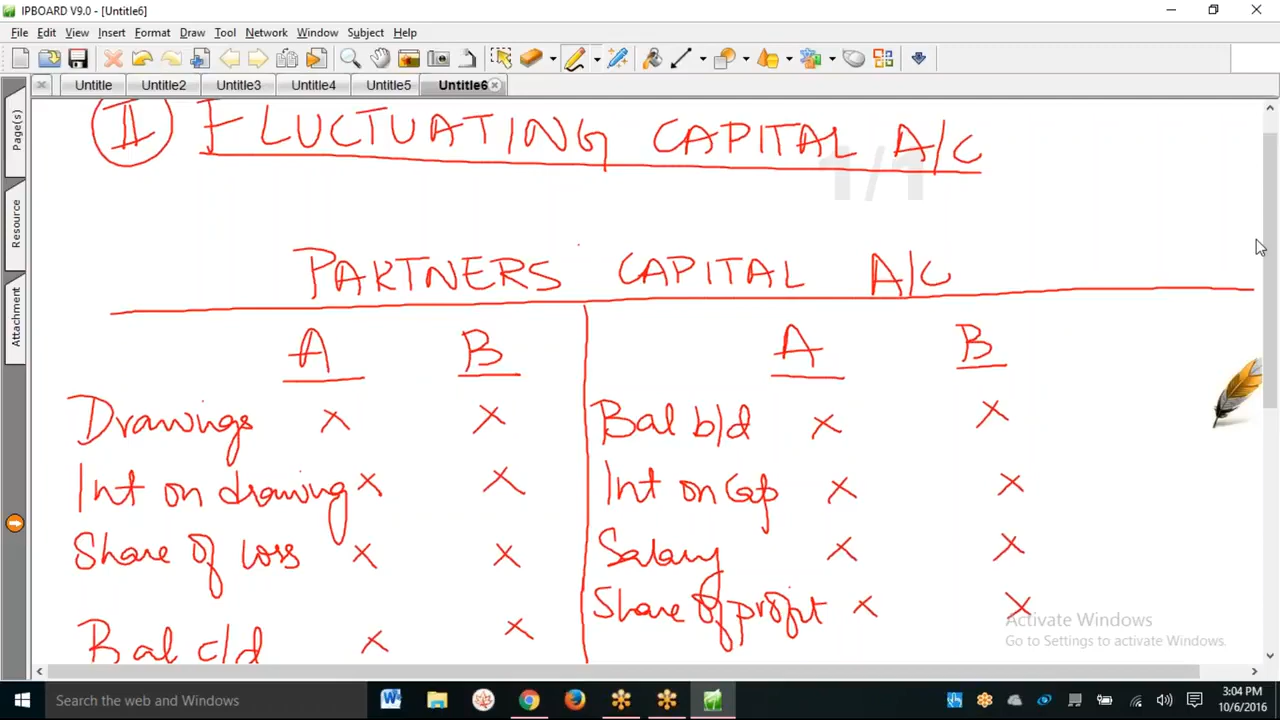 IPBOARD V9.0 - [Untitle6]
File Edit View Insert Format Draw Tool Network Window Subject Help
Untitle Untitle2 Untitle3 Untitle4 Untitle5 Untitle6
Page(s)
Resource
Attachment
II FLUCTUATING CAPITAL A/C
1/1
PARTNERS CAPITAL A/C
A B A B
Drawings x x Bal b/d x x
Int on drawing x x Int on Cap x x
Share of loss x x Salary x x
Share of profit x x
Bal c/d x x
Activate Windows
Go to Settings to activate Windows.
Search the web and Windows
3:04 PM
10/6/2016